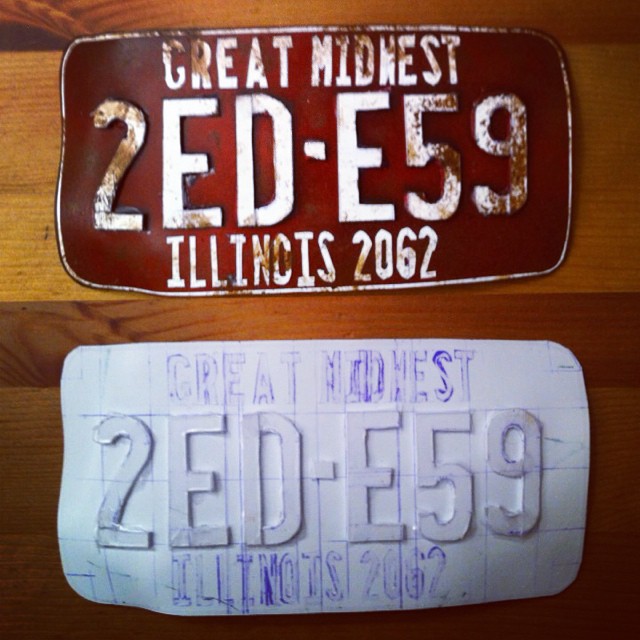 GREAT MIDWEST
2ED-E59
ILLINOIS 2062
GREAT MIDWEST
2ED-E59
ILLINOIS 2062